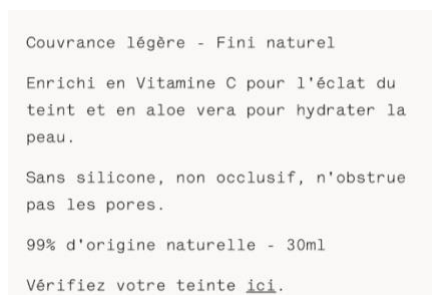 Couvrance légère - Fini naturel
Enrichi en Vitamine C pour l'éclat du
teint et en aloe vera pour hydrater la
peau.
Sans silicone, non occlusif, n'obstrue
pas les pores.
99% d'origine naturelle - 30ml
Vérifiez votre teinte ici.